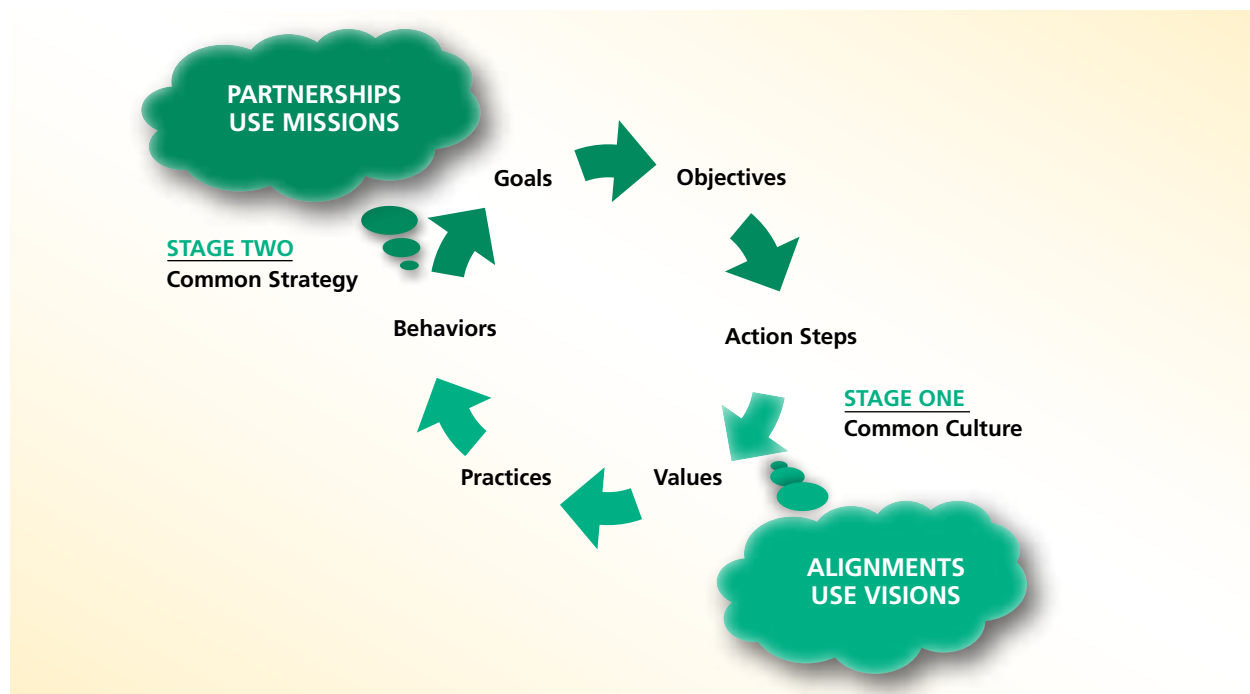 PARTNERSHIPS
USE MISSIONS
Goals
Objectives
STAGE TWO
Common Strategy
Behaviors
Action Steps
STAGE ONE
Common Culture
Practices
Values
ALIGNMENTS
USE VISIONS